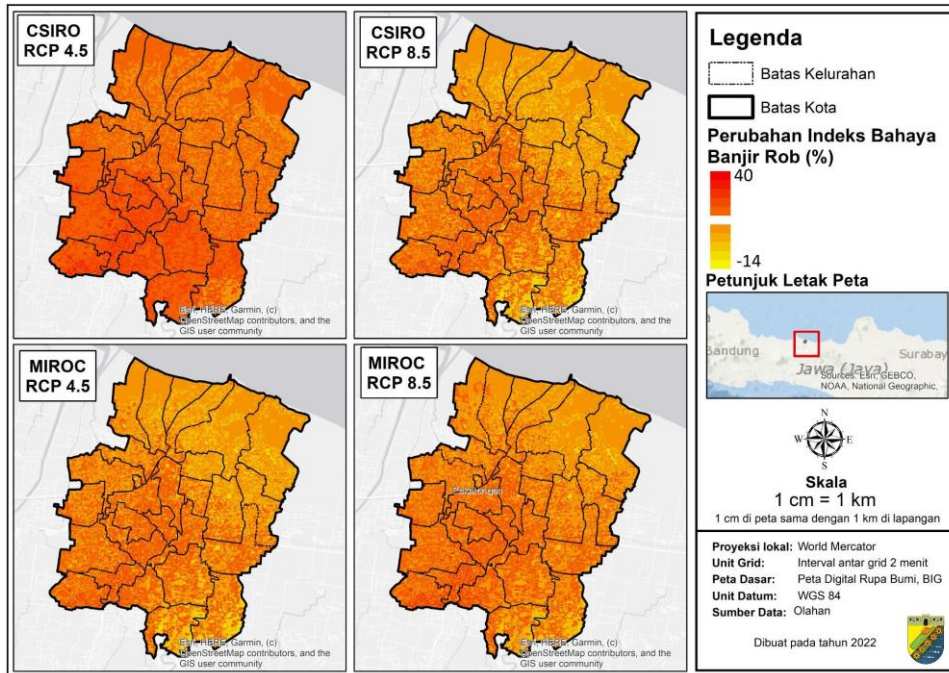 CSIRO
RCP 4.5
Esri, HERE, Garmin, (c)
OpenStreetMap contributors, and the
GIS user community
CSIRO
RCP 8.5
Esri, HERE, Garmin, (c)
OpenStreetMap contributors, and the
GIS user community
MIROC
RCP 4.5
Esri, HERE, Garmin, (c)
OpenStreetMap contributors, and the
GIS user community
MIROC
RCP 8.5
Pekalongan
Esri, HERE, Garmin, (c)
OpenStreetMap contributors, and the
GIS user community
Legenda
Batas Kelurahan
Batas Kota
Perubahan Indeks Bahaya
Banjir Rob (%)
40
-14
Petunjuk Letak Peta
Bandung
Surabay
Jawa (Java)
Sources: Esri, GEBCO,
NOAA, National Geographic,
N
W E
S
Skala
1 cm = 1 km
1 cm di peta sama dengan 1 km di lapangan
Proyeksi lokal: World Mercator
Unit Grid: Interval antar grid 2 menit
Peta Dasar: Peta Digital Rupa Bumi, BIG
Unit Datum: WGS 84
Sumber Data: Olahan
Dibuat pada tahun 2022